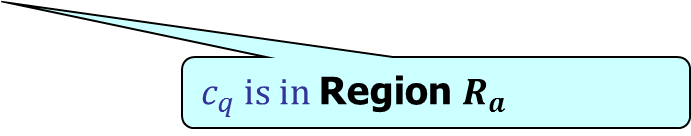 c_q is in Region R_a